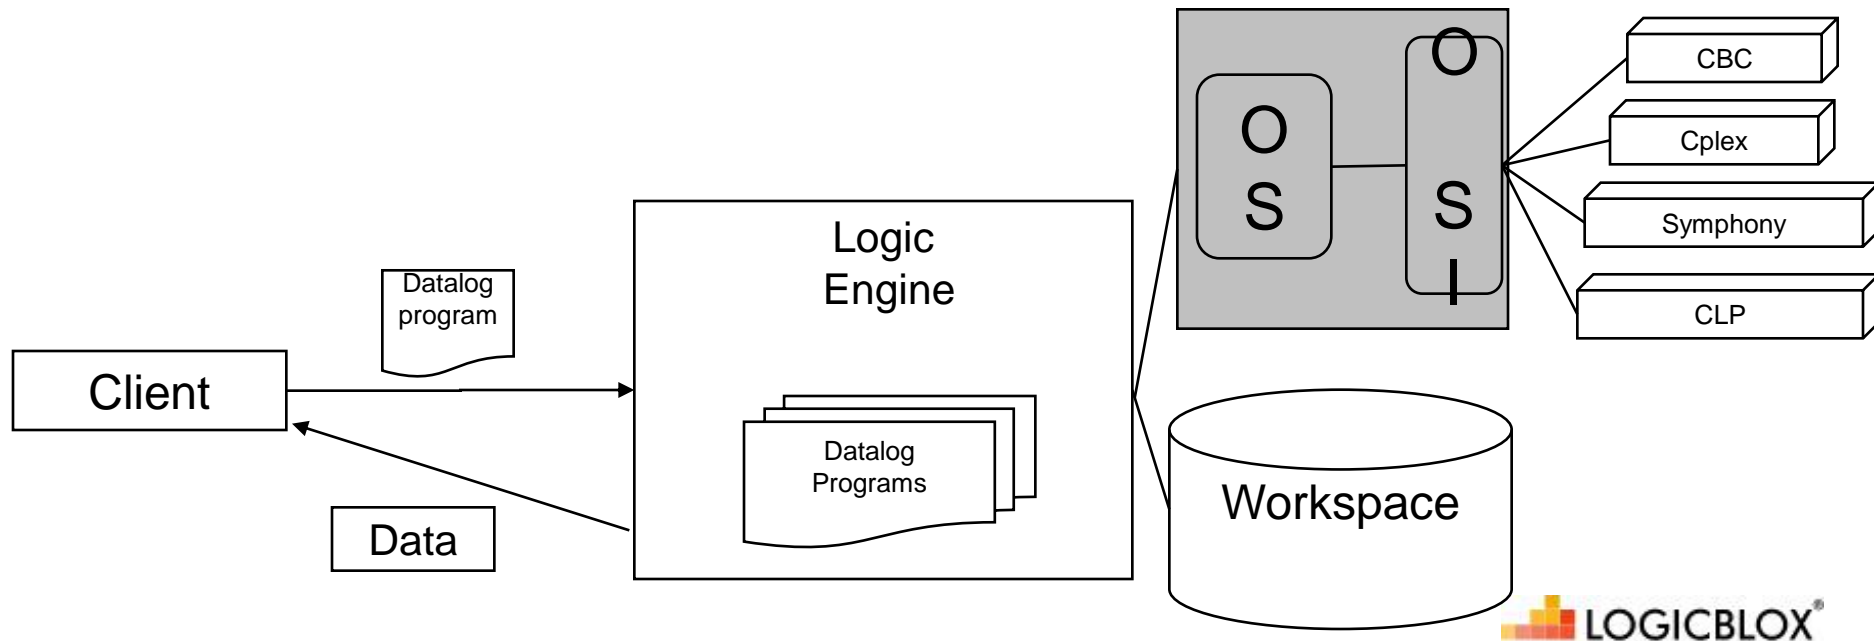 Client
Datalog
program
Data
Logic
Engine
Datalog
Programs
O
S
O
S
I
CBC
Cplex
Symphony
CLP
Workspace
LOGICBLOX®